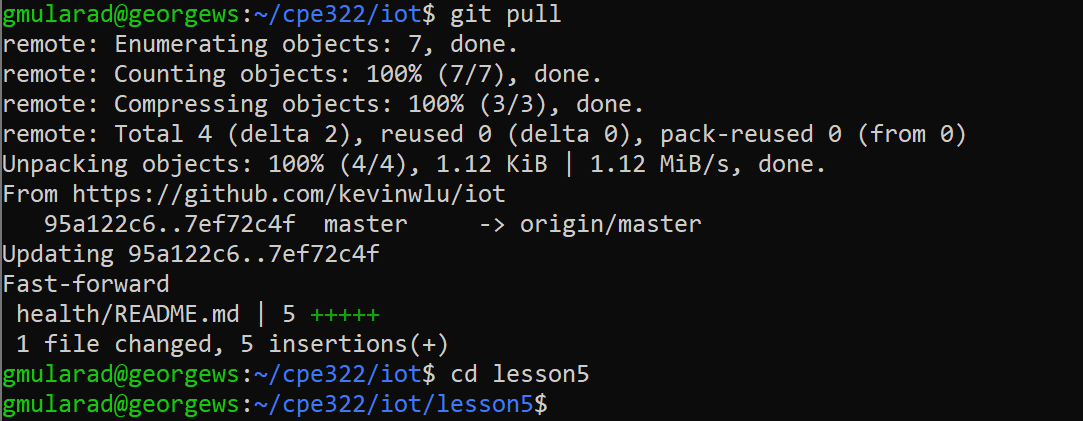 gmularad@georgews:~/cpe322/iot$ git pull
remote: Enumerating objects: 7, done.
remote: Counting objects: 100% (7/7), done.
remote: Compressing objects: 100% (3/3), done.
remote: Total 4 (delta 2), reused 0 (delta 0), pack-reused 0 (from 0)
Unpacking objects: 100% (4/4), 1.12 KiB | 1.12 MiB/s, done.
From https://github.com/kevinwlu/iot
   95a122c6..7ef72c4f  master     -> origin/master
Updating 95a122c6..7ef72c4f
Fast-forward
 health/README.md | 5 +++++
 1 file changed, 5 insertions(+)
gmularad@georgews:~/cpe322/iot$ cd lesson5
gmularad@georgews:~/cpe322/iot/lesson5$